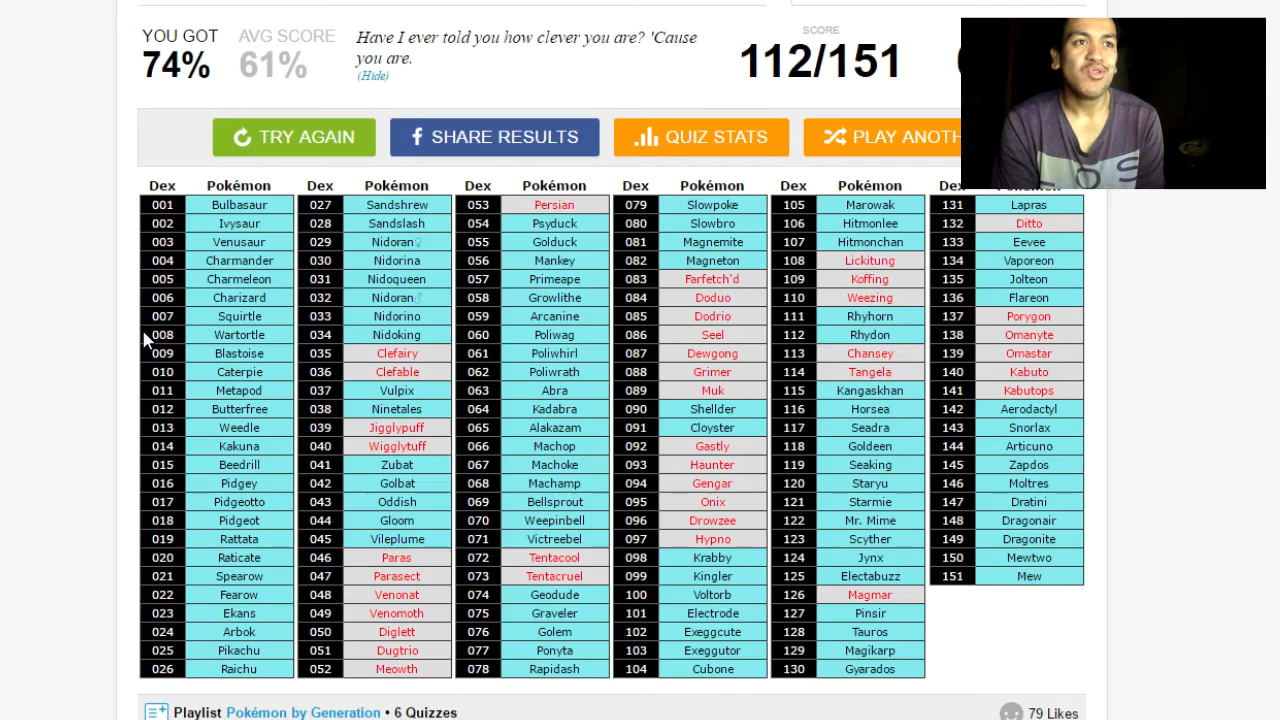 YOU GOT AVG SCORE Have I ever told you how clever you are? 'Cause SCORE
74% 61% you are. 112/151
(Hide)
TRY AGAIN SHARE RESULTS QUIZ STATS PLAY ANOTH
Dex Pokémon Dex Pokémon Dex Pokémon Dex Pokémon Dex Pokémon Dex
001 Bulbasaur 027 Sandshrew 053 Persian 079 Slowpoke 105 Marowak 131 Lapras
002 Ivysaur 028 Sandslash 054 Psyduck 080 Slowbro 106 Hitmonlee 132 Ditto
003 Venusaur 029 Nidoran♀ 055 Golduck 081 Magnemite 107 Hitmonchan 133 Eevee
004 Charmander 030 Nidorina 056 Mankey 082 Magneton 108 Lickitung 134 Vaporeon
005 Charmeleon 031 Nidoqueen 057 Primeape 083 Farfetch'd 109 Koffing 135 Jolteon
006 Charizard 032 Nidoran♂ 058 Growlithe 084 Doduo 110 Weezing 136 Flareon
007 Squirtle 033 Nidorino 059 Arcanine 085 Dodrio 111 Rhyhorn 137 Porygon
008 Wartortle 034 Nidoking 060 Poliwag 086 Seel 112 Rhydon 138 Omanyte
009 Blastoise 035 Clefairy 061 Poliwhirl 087 Dewgong 113 Chansey 139 Omastar
010 Caterpie 036 Clefable 062 Poliwrath 088 Grimer 114 Tangela 140 Kabuto
011 Metapod 037 Vulpix 063 Abra 089 Muk 115 Kangaskhan 141 Kabutops
012 Butterfree 038 Ninetales 064 Kadabra 090 Shellder 116 Horsea 142 Aerodactyl
013 Weedle 039 Jigglypuff 065 Alakazam 091 Cloyster 117 Seadra 143 Snorlax
014 Kakuna 040 Wigglytuff 066 Machop 092 Gastly 118 Goldeen 144 Articuno
015 Beedrill 041 Zubat 067 Machoke 093 Haunter 119 Seaking 145 Zapdos
016 Pidgey 042 Golbat 068 Machamp 094 Gengar 120 Staryu 146 Moltres
017 Pidgeotto 043 Oddish 069 Bellsprout 095 Onix 121 Starmie 147 Dratini
018 Pidgeot 044 Gloom 070 Weepinbell 096 Drowzee 122 Mr. Mime 148 Dragonair
019 Rattata 045 Vileplume 071 Victreebel 097 Hypno 123 Scyther 149 Dragonite
020 Raticate 046 Paras 072 Tentacool 098 Krabby 124 Jynx 150 Mewtwo
021 Spearow 047 Parasect 073 Tentacruel 099 Kingler 125 Electabuzz 151 Mew
022 Fearow 048 Venonat 074 Geodude 100 Voltorb 126 Magmar
023 Ekans 049 Venomoth 075 Graveler 101 Electrode 127 Pinsir
024 Arbok 050 Diglett 076 Golem 102 Exeggcute 128 Tauros
025 Pikachu 051 Dugtrio 077 Ponyta 103 Exeggutor 129 Magikarp
026 Raichu 052 Meowth 078 Rapidash 104 Cubone 130 Gyarados
Playlist Pokémon by Generation • 6 Quizzes 79 Likes